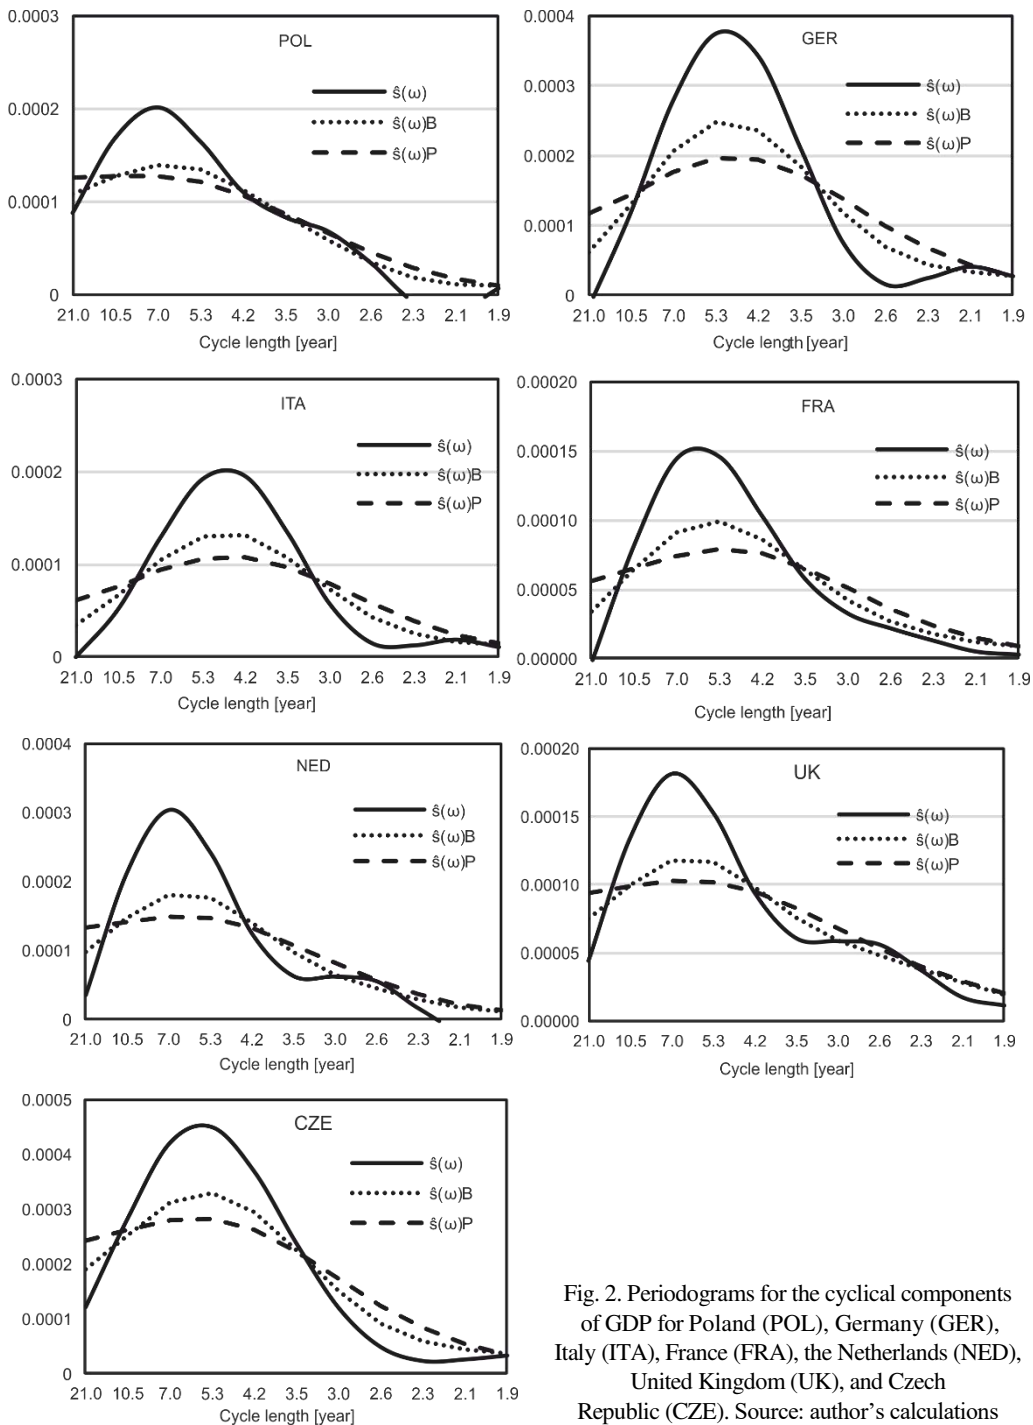 0.0003
0.0002
0.0001
0
POL
ŝ(ω)
ŝ(ω)B
ŝ(ω)P
21.0 10.5 7.0 5.3 4.2 3.5 3.0 2.6 2.3 2.1 1.9
Cycle length [year]
0.0004
0.0003
0.0002
0.0001
0
GER
ŝ(ω)
ŝ(ω)B
ŝ(ω)P
21.0 10.5 7.0 5.3 4.2 3.5 3.0 2.6 2.3 2.1 1.9
Cycle length [year]
0.0003
0.0002
0.0001
0
ITA
ŝ(ω)
ŝ(ω)B
ŝ(ω)P
21.0 10.5 7.0 5.3 4.2 3.5 3.0 2.6 2.3 2.1 1.9
Cycle length [year]
0.00020
0.00015
0.00010
0.00005
0.00000
FRA
ŝ(ω)
ŝ(ω)B
ŝ(ω)P
21.0 10.5 7.0 5.3 4.2 3.5 3.0 2.6 2.3 2.1 1.9
Cycle length [year]
0.0004
0.0003
0.0002
0.0001
0
NED
ŝ(ω)
ŝ(ω)B
ŝ(ω)P
21.0 10.5 7.0 5.3 4.2 3.5 3.0 2.6 2.3 2.1 1.9
Cycle length [year]
0.00020
0.00015
0.00010
0.00005
0.00000
UK
ŝ(ω)
ŝ(ω)B
ŝ(ω)P
21.0 10.5 7.0 5.3 4.2 3.5 3.0 2.6 2.3 2.1 1.9
Cycle length [year]
0.0005
0.0004
0.0003
0.0002
0.0001
0
CZE
ŝ(ω)
ŝ(ω)B
ŝ(ω)P
21.0 10.5 7.0 5.3 4.2 3.5 3.0 2.6 2.3 2.1 1.9
Cycle length [year]
Fig. 2. Periodograms for the cyclical components
of GDP for Poland (POL), Germany (GER),
Italy (ITA), France (FRA), the Netherlands (NED),
United Kingdom (UK), and Czech
Republic (CZE). Source: author's calculations